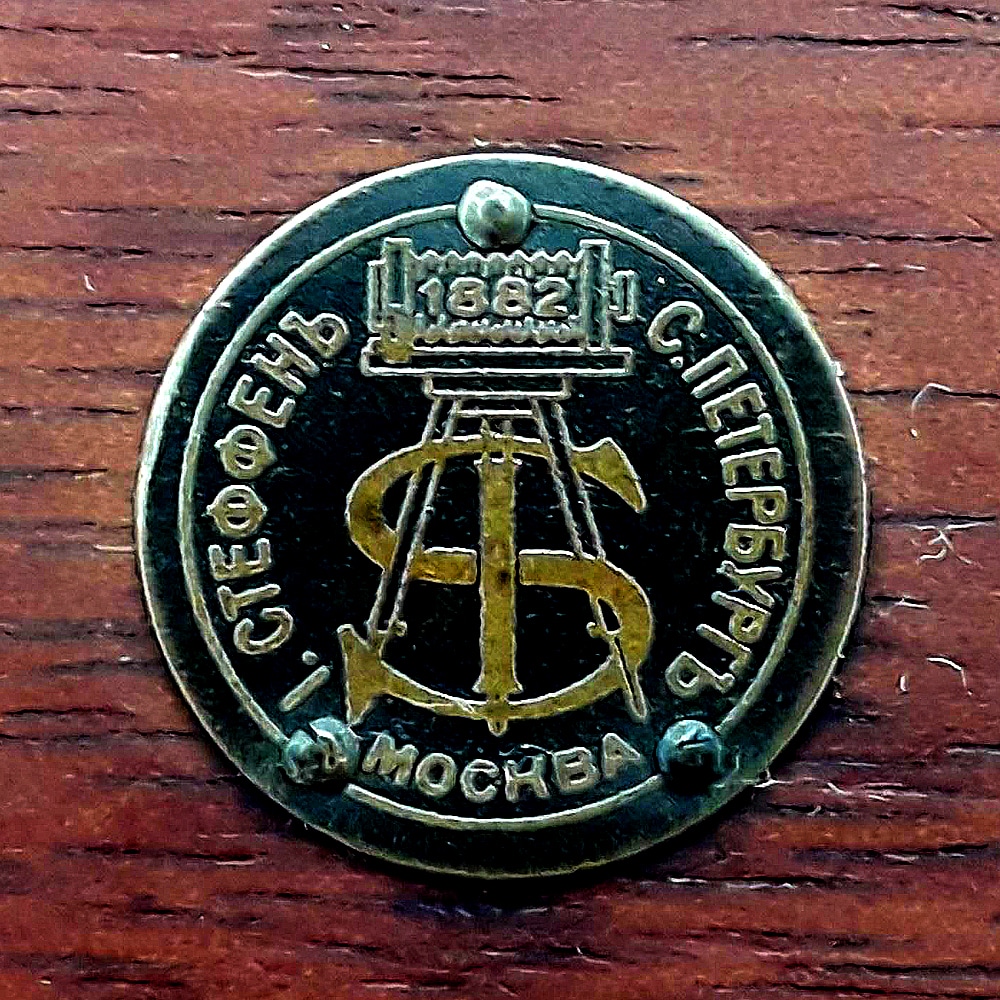 1882
І. СТЕФФЕНЪ
С. ПЕТЕРБУРГЪ
МОСКВА